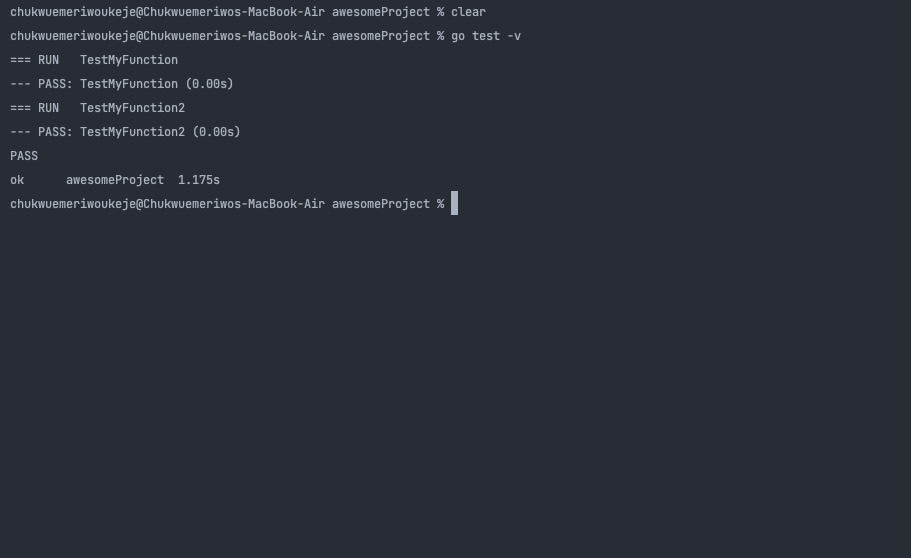 chukwuemeriwoukeje@Chukwuemeriwos-MacBook-Air awesomeProject % clear
chukwuemeriwoukeje@Chukwuemeriwos-MacBook-Air awesomeProject % go test -v
=== RUN   TestMyFunction
--- PASS: TestMyFunction (0.00s)
=== RUN   TestMyFunction2
--- PASS: TestMyFunction2 (0.00s)
PASS
ok      awesomeProject  1.175s
chukwuemeriwoukeje@Chukwuemeriwos-MacBook-Air awesomeProject %